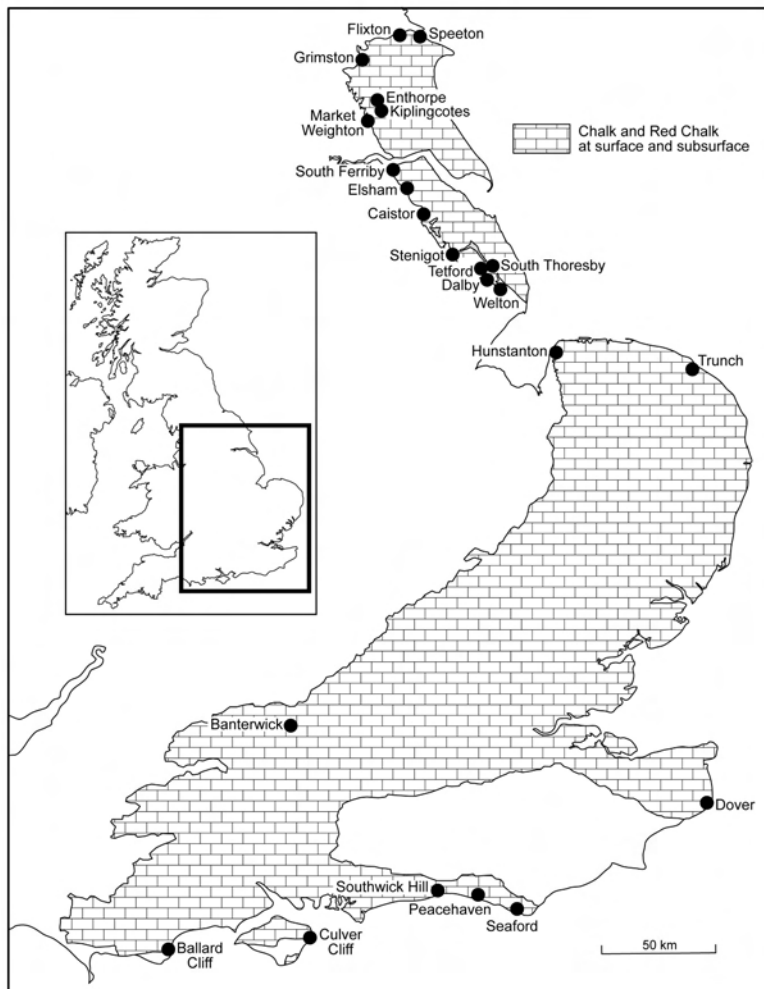 Flixton
Speeton
Grimston
Enthorpe
Kiplingcotes
Market
Weighton
Chalk and Red Chalk
at surface and subsurface
South Ferriby
Elsham
Caistor
Stenigot
South Thoresby
Tetford
Dalby
Welton
Hunstanton
Trunch
Banterwick
Dover
Southwick Hill
Peacehaven
Seaford
Culver
Cliff
Ballard
Cliff
50 km